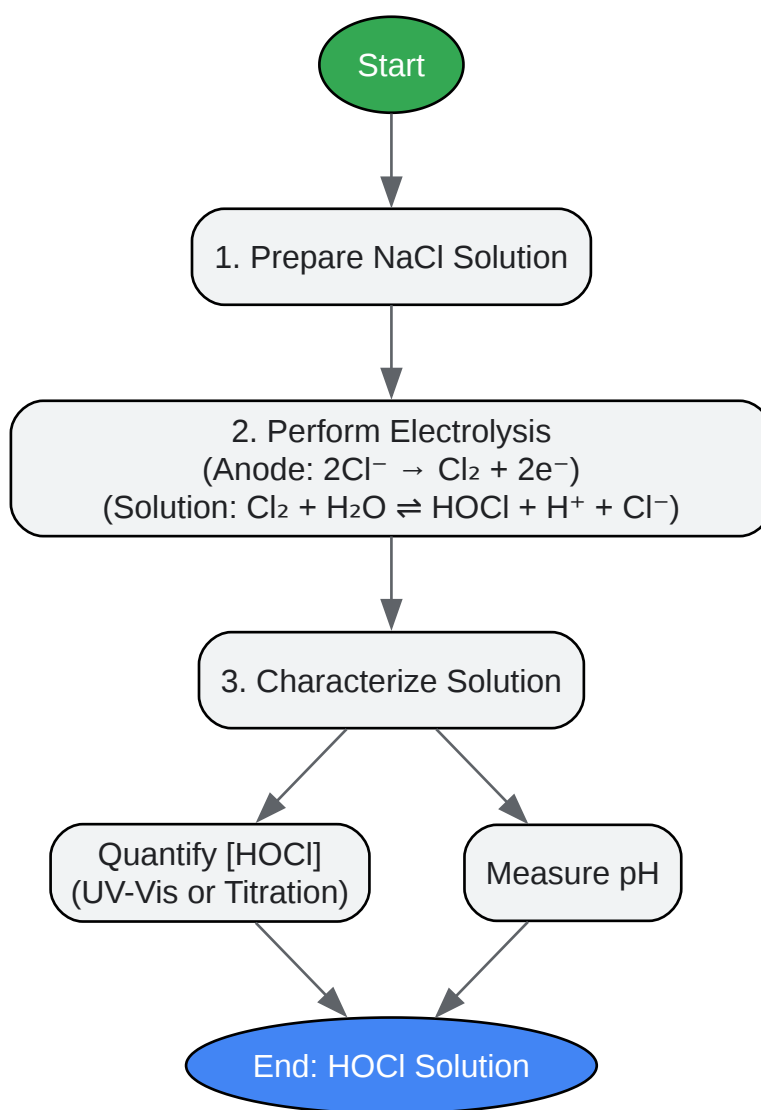 Start
1. Prepare NaCl Solution
2. Perform Electrolysis
(Anode: 2Cl⁻ → Cl₂ + 2e⁻)
(Solution: Cl₂ + H₂O ⇌ HOCl + H⁺ + Cl⁻)
3. Characterize Solution
Quantify [HOCl]
(UV-Vis or Titration)
Measure pH
End: HOCl Solution